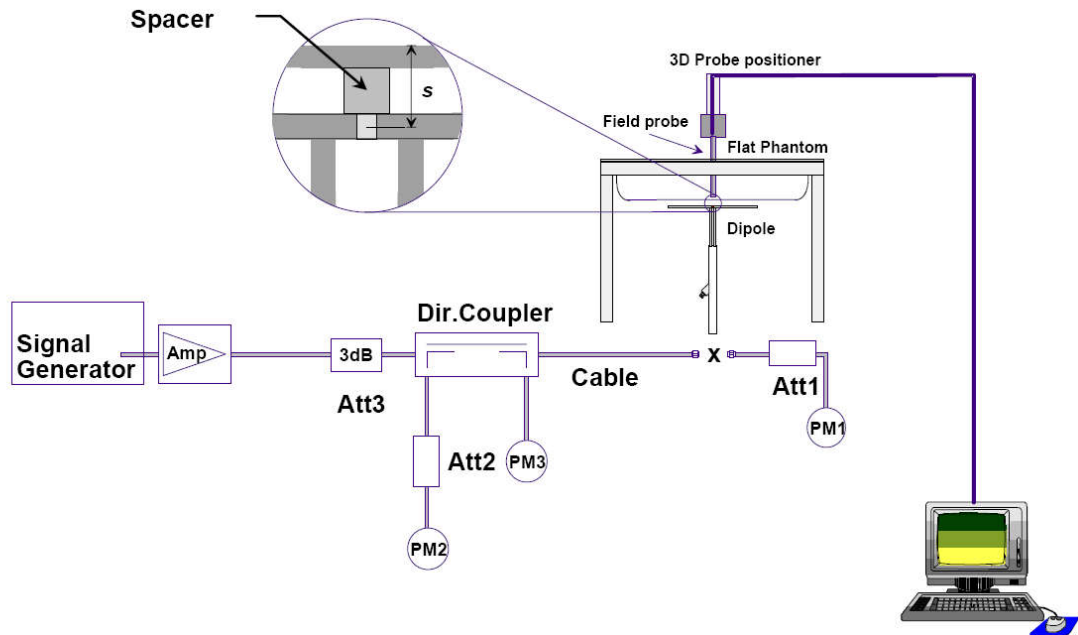 Spacer
s
3D Probe positioner
Field probe
Flat Phantom
Dipole
Dir.Coupler
Signal
Generator
Amp
3dB
Att3
Cable
x
Att1
PM1
Att2
PM3
PM2